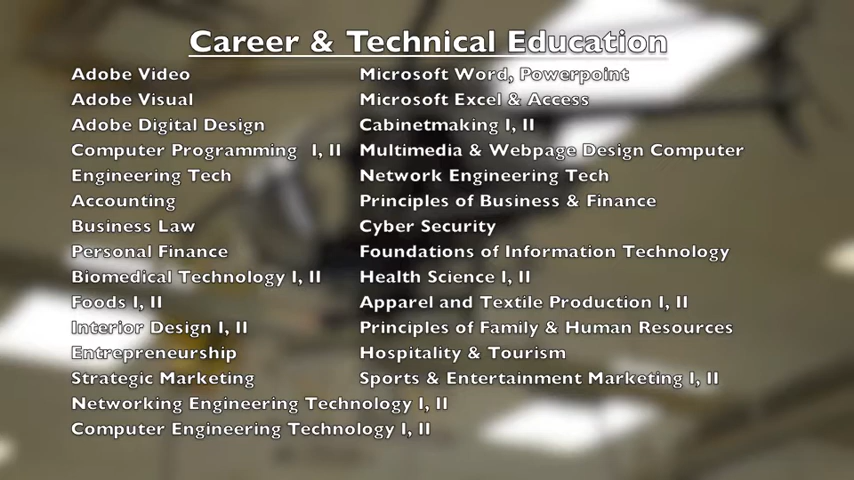 Career & Technical Education
Adobe Video
Adobe Visual
Adobe Digital Design
Computer Programming I, II
Engineering Tech
Accounting
Business Law
Personal Finance
Biomedical Technology I, II
Foods I, II
Interior Design I, II
Entrepreneurship
Strategic Marketing
Networking Engineering Technology I, II
Computer Engineering Technology I, II
Microsoft Word, Powerpoint
Microsoft Excel & Access
Cabinetmaking I, II
Multimedia & Webpage Design Computer
Network Engineering Tech
Principles of Business & Finance
Cyber Security
Foundations of Information Technology
Health Science I, II
Apparel and Textile Production I, II
Principles of Family & Human Resources
Hospitality & Tourism
Sports & Entertainment Marketing I, II